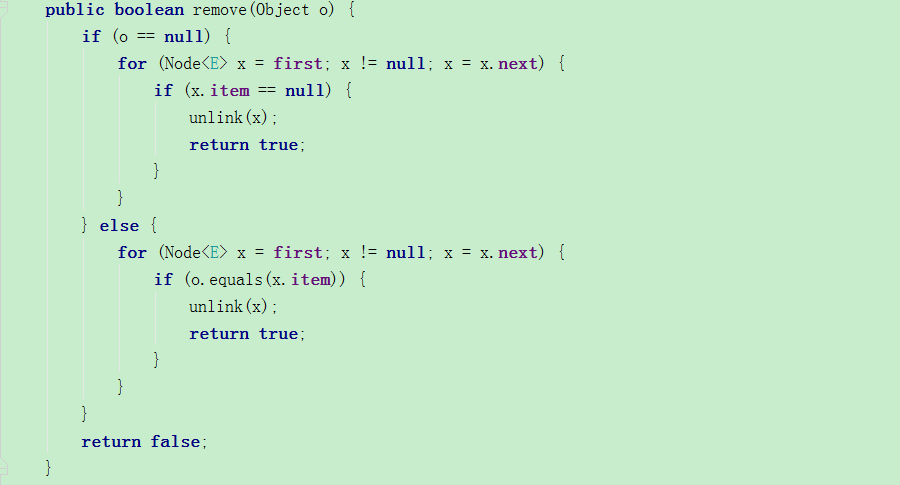 public boolean remove(Object o) {
    if (o == null) {
        for (Node<E> x = first; x != null; x = x.next) {
            if (x.item == null) {
                unlink(x);
                return true;
            }
        }
    } else {
        for (Node<E> x = first; x != null; x = x.next) {
            if (o.equals(x.item)) {
                unlink(x);
                return true;
            }
        }
    }
    return false;
}